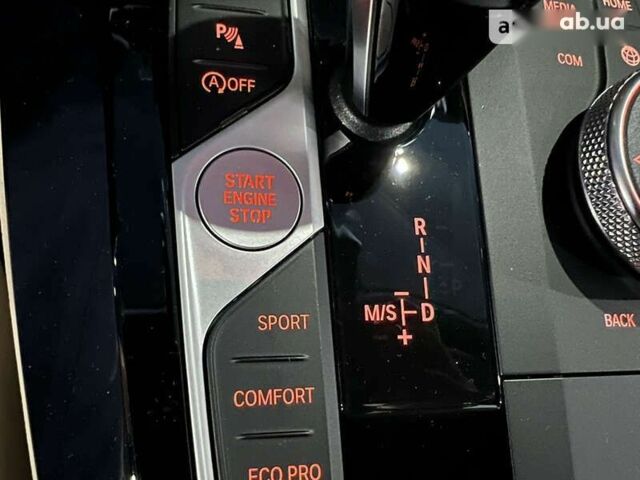 ab.ua
MEDIA
HOME
COM
P
OFF
START
ENGINE
STOP
R
N
M/S
D
SPORT
COMFORT
ECO PRO
BACK